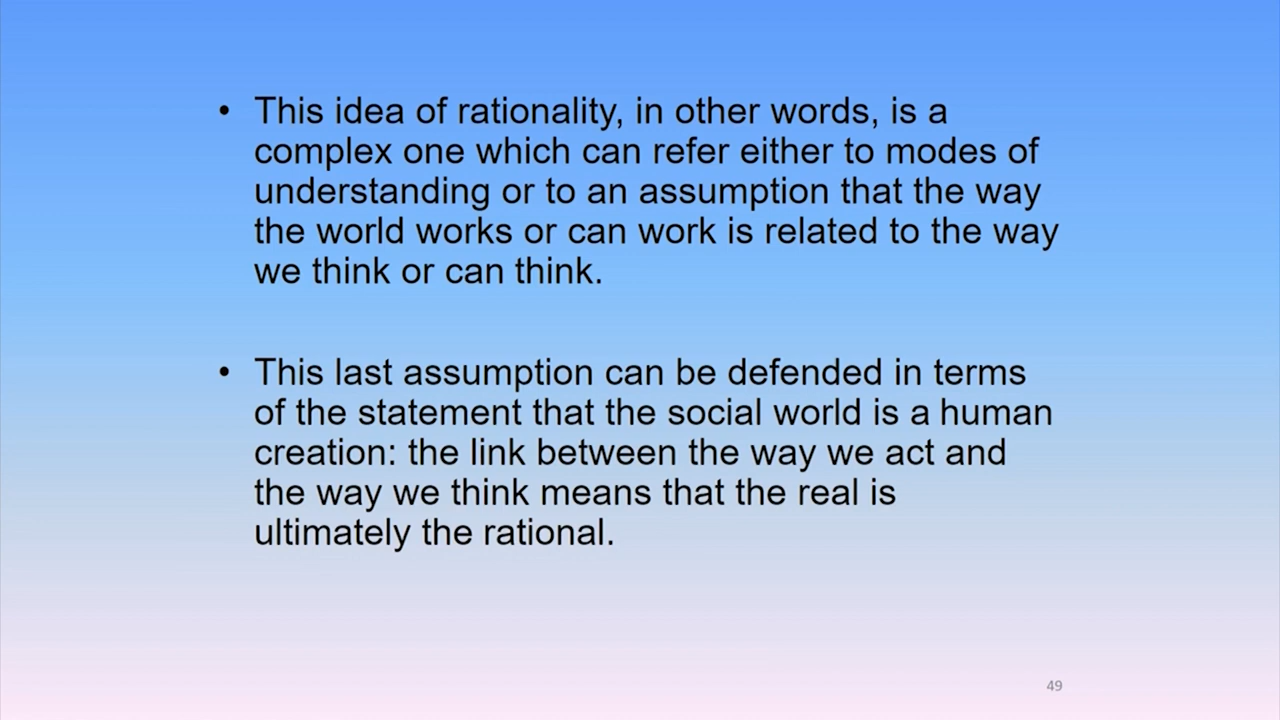 • This idea of rationality, in other words, is a
complex one which can refer either to modes of
understanding or to an assumption that the way
the world works or can work is related to the way
we think or can think.
• This last assumption can be defended in terms
of the statement that the social world is a human
creation: the link between the way we act and
the way we think means that the real is
ultimately the rational.
49